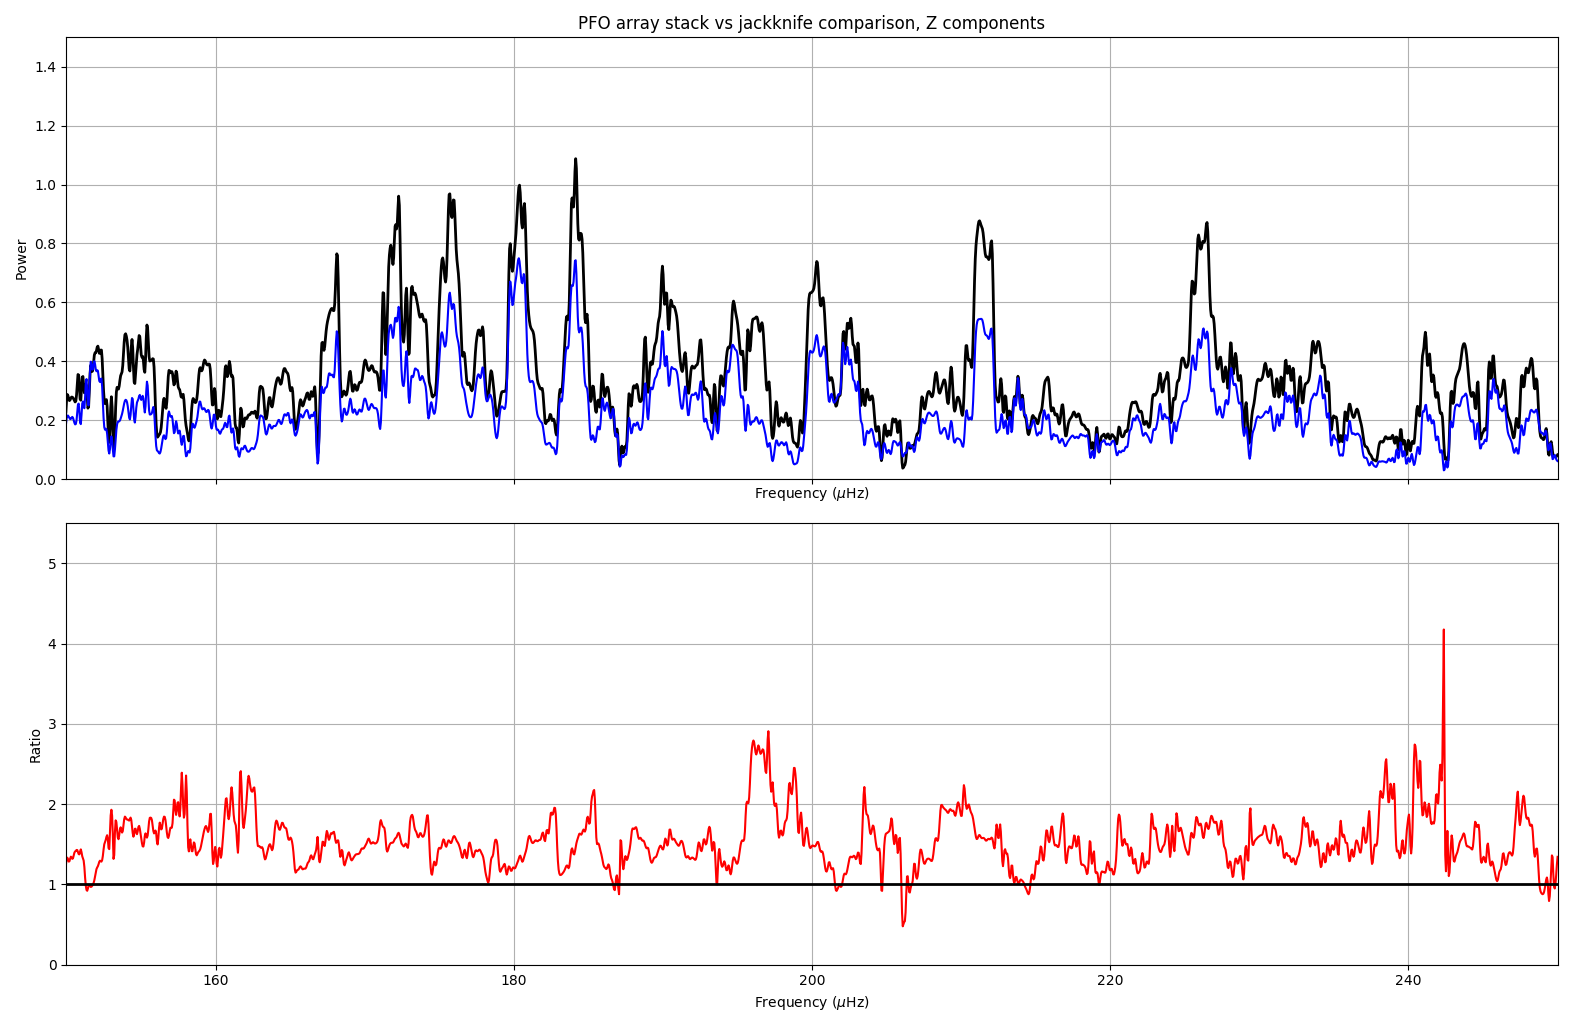 PFO array stack vs jackknife comparison, Z components
1.4
1.2
1.0
0.8
0.6
0.4
0.2
0.0
Power
Frequency (μHz)
5
4
3
2
1
0
Ratio
160 180 200 220 240
Frequency (μHz)